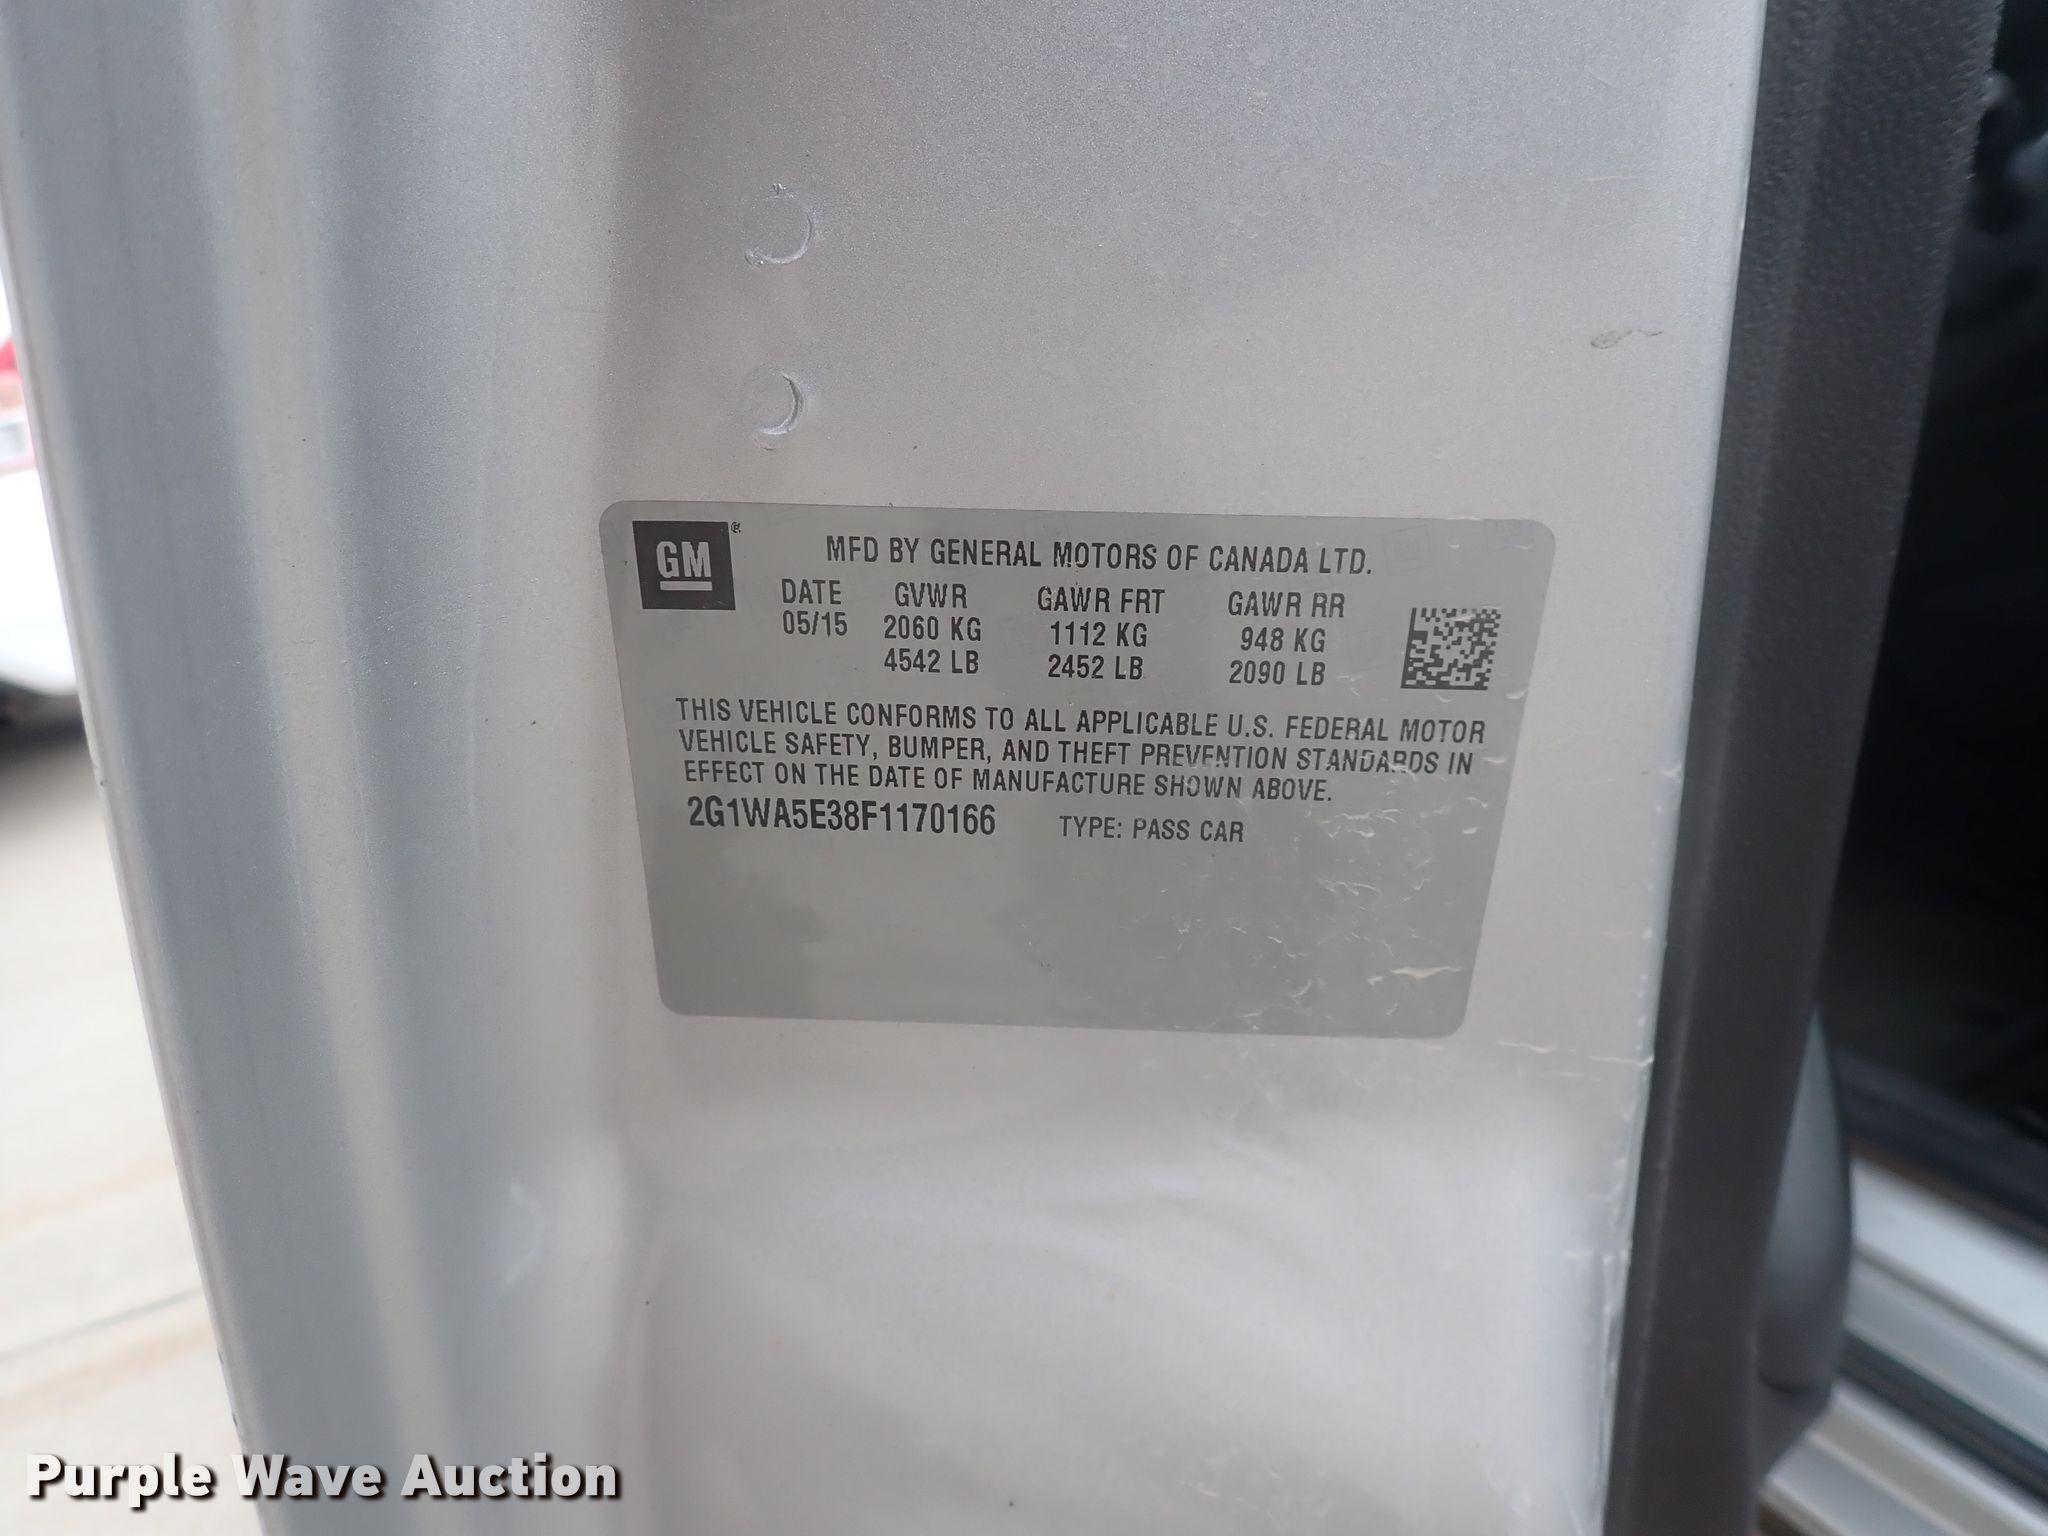 GM
MFD BY GENERAL MOTORS OF CANADA LTD.
DATE GVWR GAWR FRT GAWR RR
05/15 2060 KG 1112 KG 948 KG
4542 LB 2452 LB 2090 LB
THIS VEHICLE CONFORMS TO ALL APPLICABLE U.S. FEDERAL MOTOR
VEHICLE SAFETY, BUMPER, AND THEFT PREVENTION STANDARDS IN
EFFECT ON THE DATE OF MANUFACTURE SHOWN ABOVE.
2G1WA5E38F1170166 TYPE: PASS CAR
Purple Wave Auction